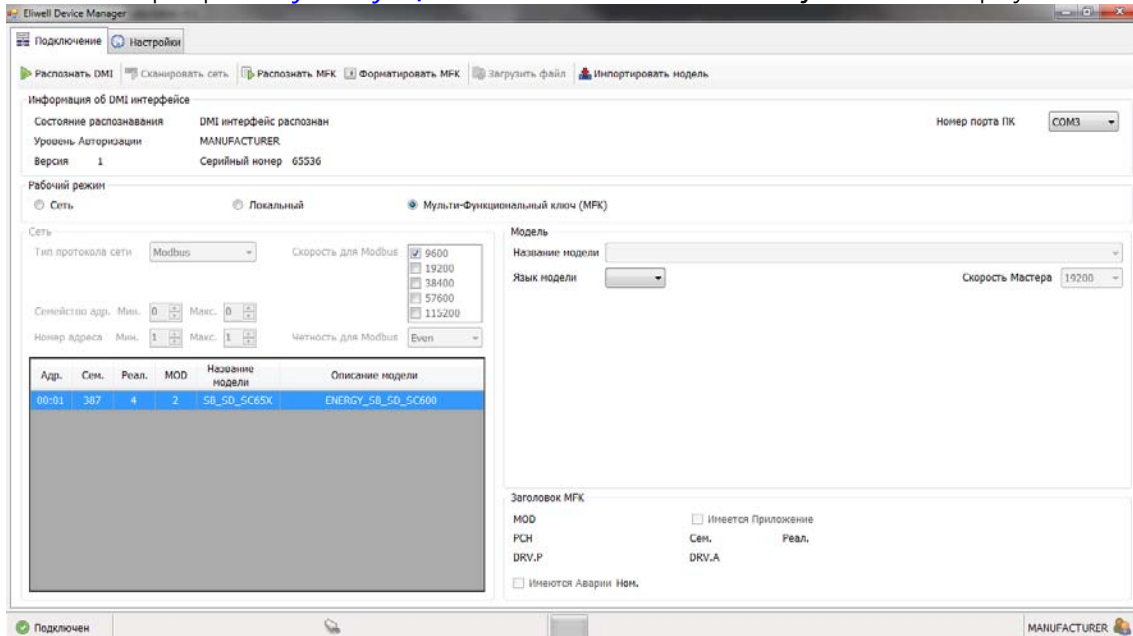 Eliwell Device Manager
Подключение Настройки
Распознать DMI Сканировать сеть Распознать MFK Форматировать MFK Загрузить файл Импортировать модель
Информация об DMI интерфейсе
Состояние распознавания DMI интерфейс распознан Номер порта ПК COM3
Уровень Авторизации MANUFACTURER
Версия 1 Серийный номер 65536
Рабочий режим
Сеть Локальный Мульти-Функциональный ключ (MFK)
Сеть Модель
Тип протокола сети Modbus Скорость для Modbus 9600 Название модели
19200
Язык модели Скорость Мастера 19200
38400
57600
Семейство адр. Мин. 0 Макс. 0 115200
Номер адреса Мин. 1 Макс. 1 Четность для Modbus Even
Адр. Сем. Реал. MOD Название модели Описание модели
00:01 387 4 2 SB_SD_SC65X ENERGY_SB_SD_SC600
Заголовок MFK
MOD Имеется Приложение
PCH Сем. Реал.
DRV.P DRV.A
Имеются Аварии Ном.
Подключен MANUFACTURER